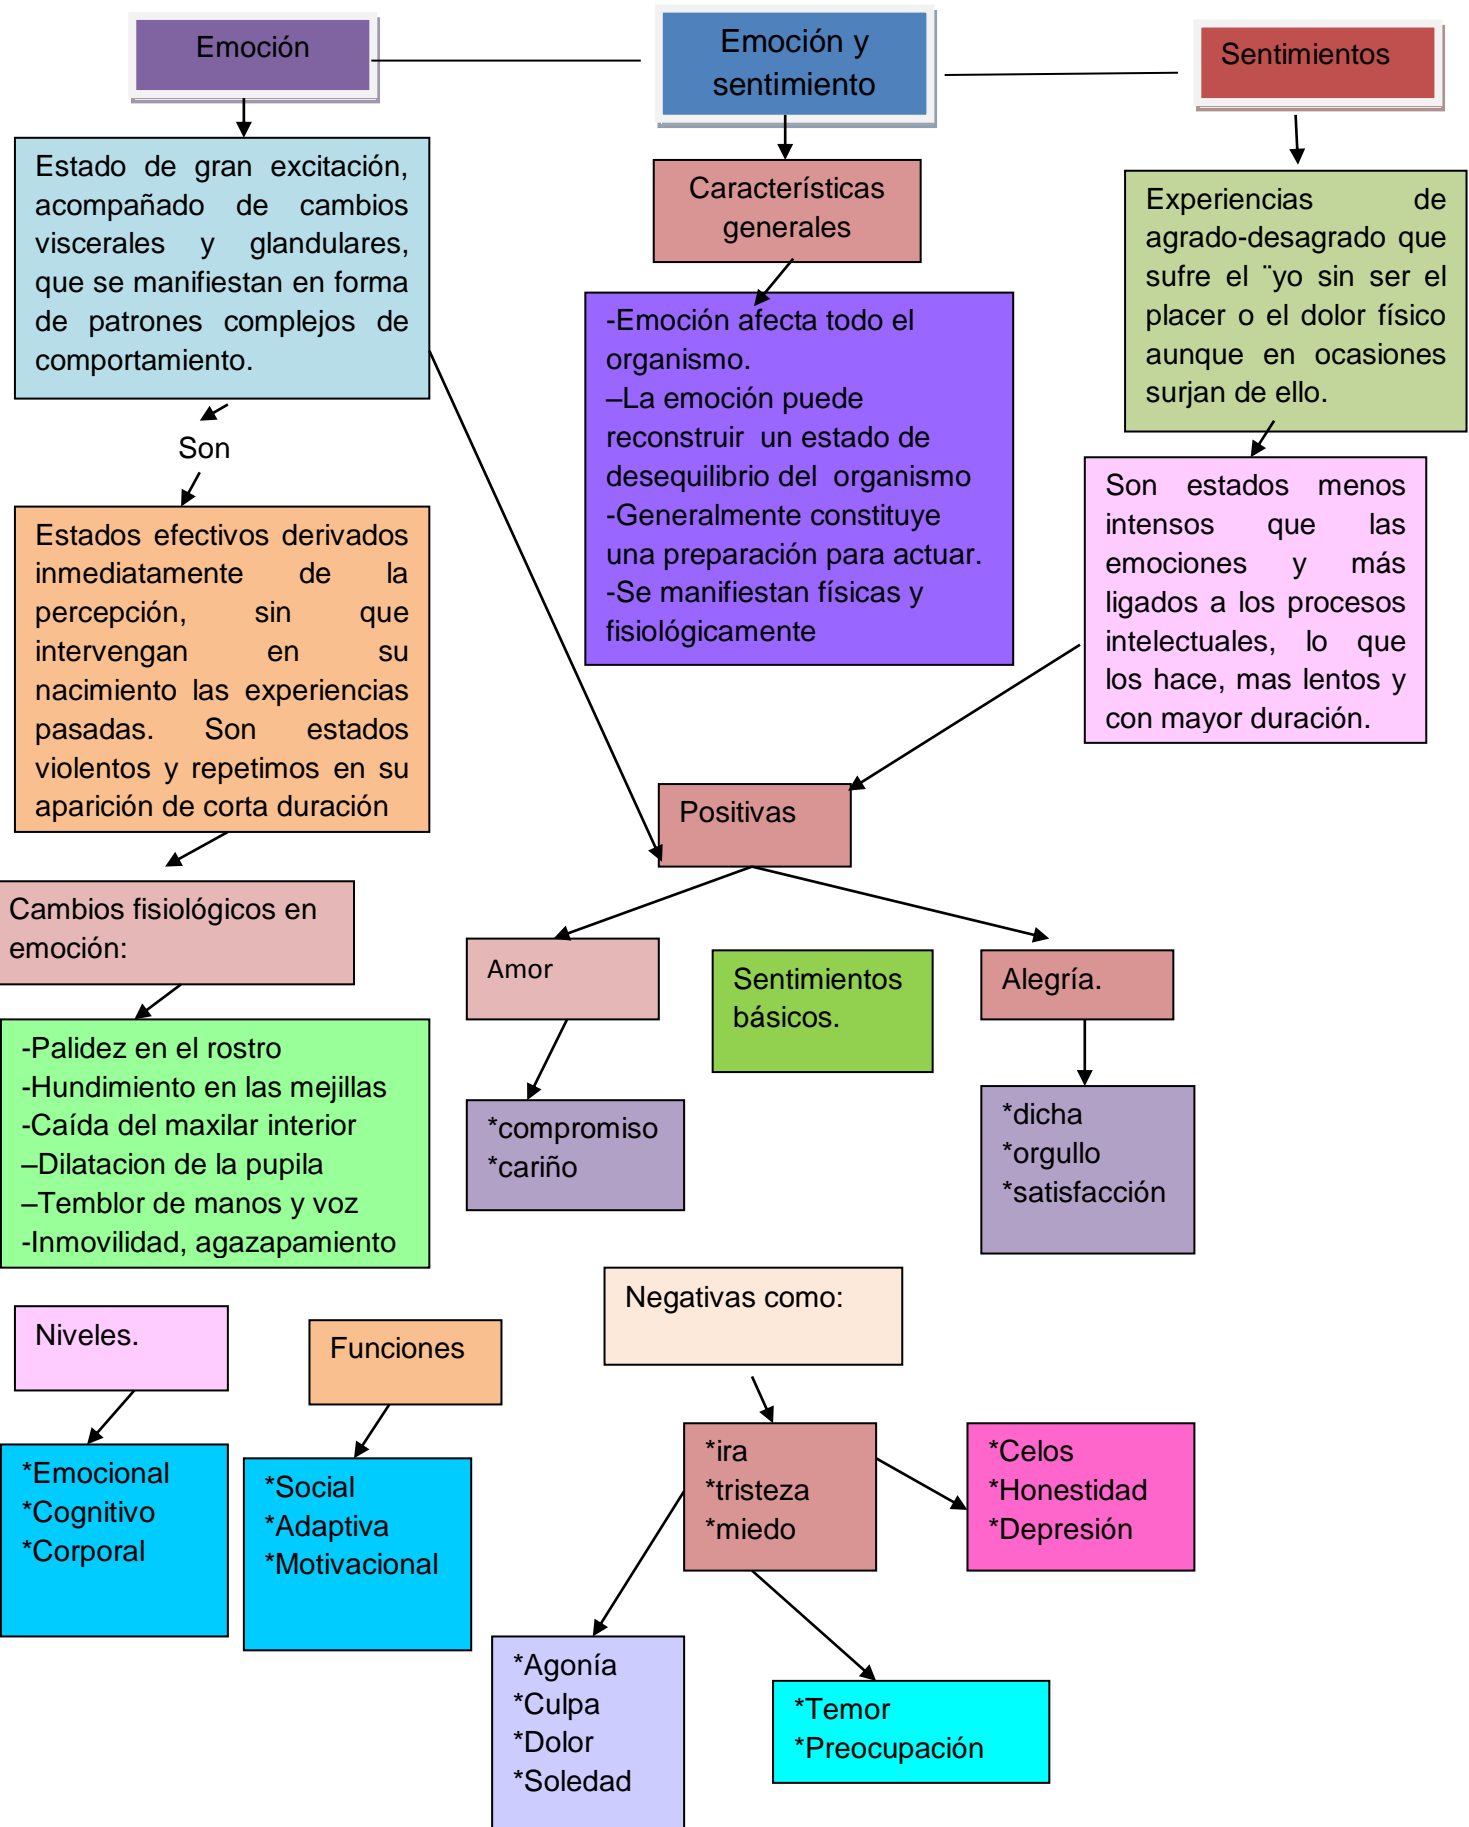 Emoción
Emoción y
sentimiento
Sentimientos
Estado de gran excitación,
acompañado de cambios
viscerales y glandulares,
que se manifiestan en forma
de patrones complejos de
comportamiento.
Características
generales
Experiencias de
agrado-desagrado que
sufre el ¨yo sin ser el
placer o el dolor físico
aunque en ocasiones
surjan de ello.
-Emoción afecta todo el
organismo.
–La emoción puede
reconstruir un estado de
desequilibrio del organismo
-Generalmente constituye
una preparación para actuar.
-Se manifiestan físicas y
fisiológicamente
Son
Son estados menos
intensos que las
emociones y más
ligados a los procesos
intelectuales, lo que
los hace, mas lentos y
con mayor duración.
Estados efectivos derivados
inmediatamente de la
percepción, sin que
intervengan en su
nacimiento las experiencias
pasadas. Son estados
violentos y repetimos en su
aparición de corta duración
Positivas
Cambios fisiológicos en
emoción:
Amor
Sentimientos
básicos.
Alegría.
-Palidez en el rostro
-Hundimiento en las mejillas
-Caída del maxilar interior
–Dilatacion de la pupila
–Temblor de manos y voz
-Inmovilidad, agazapamiento
*compromiso
*cariño
*dicha
*orgullo
*satisfacción
Negativas como:
Niveles.
Funciones
*Emocional
*Cognitivo
*Corporal
*Social
*Adaptiva
*Motivacional
*ira
*tristeza
*miedo
*Celos
*Honestidad
*Depresión
*Agonía
*Culpa
*Dolor
*Soledad
*Temor
*Preocupación